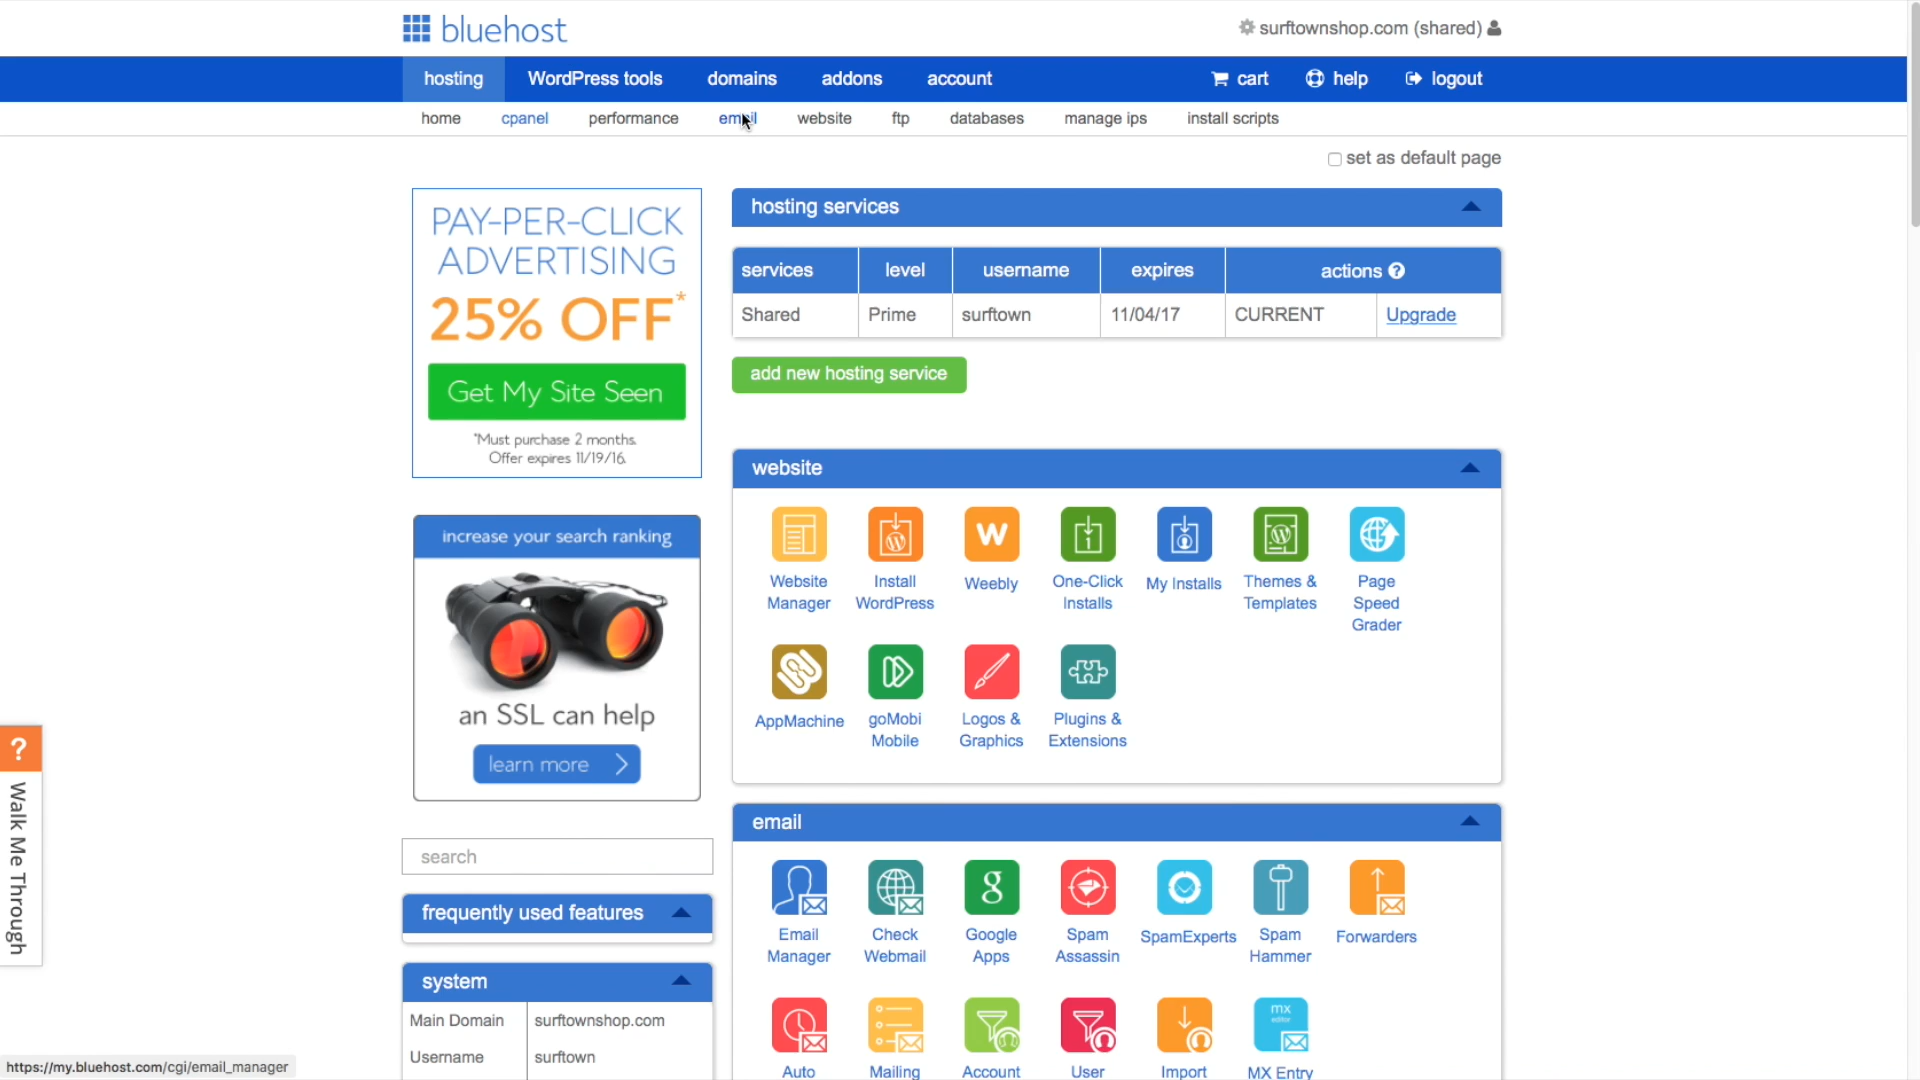 bluehost
surftownshop.com (shared)
hosting WordPress tools domains addons account cart help logout
home cpanel performance email website ftp databases manage ips install scripts
set as default page
PAY-PER-CLICK
ADVERTISING
25% OFF*
Get My Site Seen
*Must purchase 2 months.
Offer expires 11/19/16.
hosting services
services level username expires actions ?
Shared Prime surftown 11/04/17 CURRENT Upgrade
add new hosting service
website
Website
Manager
Install
WordPress
W
Weebly
One-Click
Installs
My Installs
Themes &
Templates
Page
Speed
Grader
AppMachine
goMobi
Mobile
Logos &
Graphics
Plugins &
Extensions
increase your search ranking
an SSL can help
learn more
search
frequently used features
system
Main Domain surftownshop.com
Username surftown
email
Email
Manager
Check
Webmail
g
Google
Apps
Spam
Assassin
SpamExperts
Spam
Hammer
Forwarders
Auto
Mailing
Account
User
Import
mx
editor
MX Entry
?
Walk Me Through
https://my.bluehost.com/cgi/email_manager